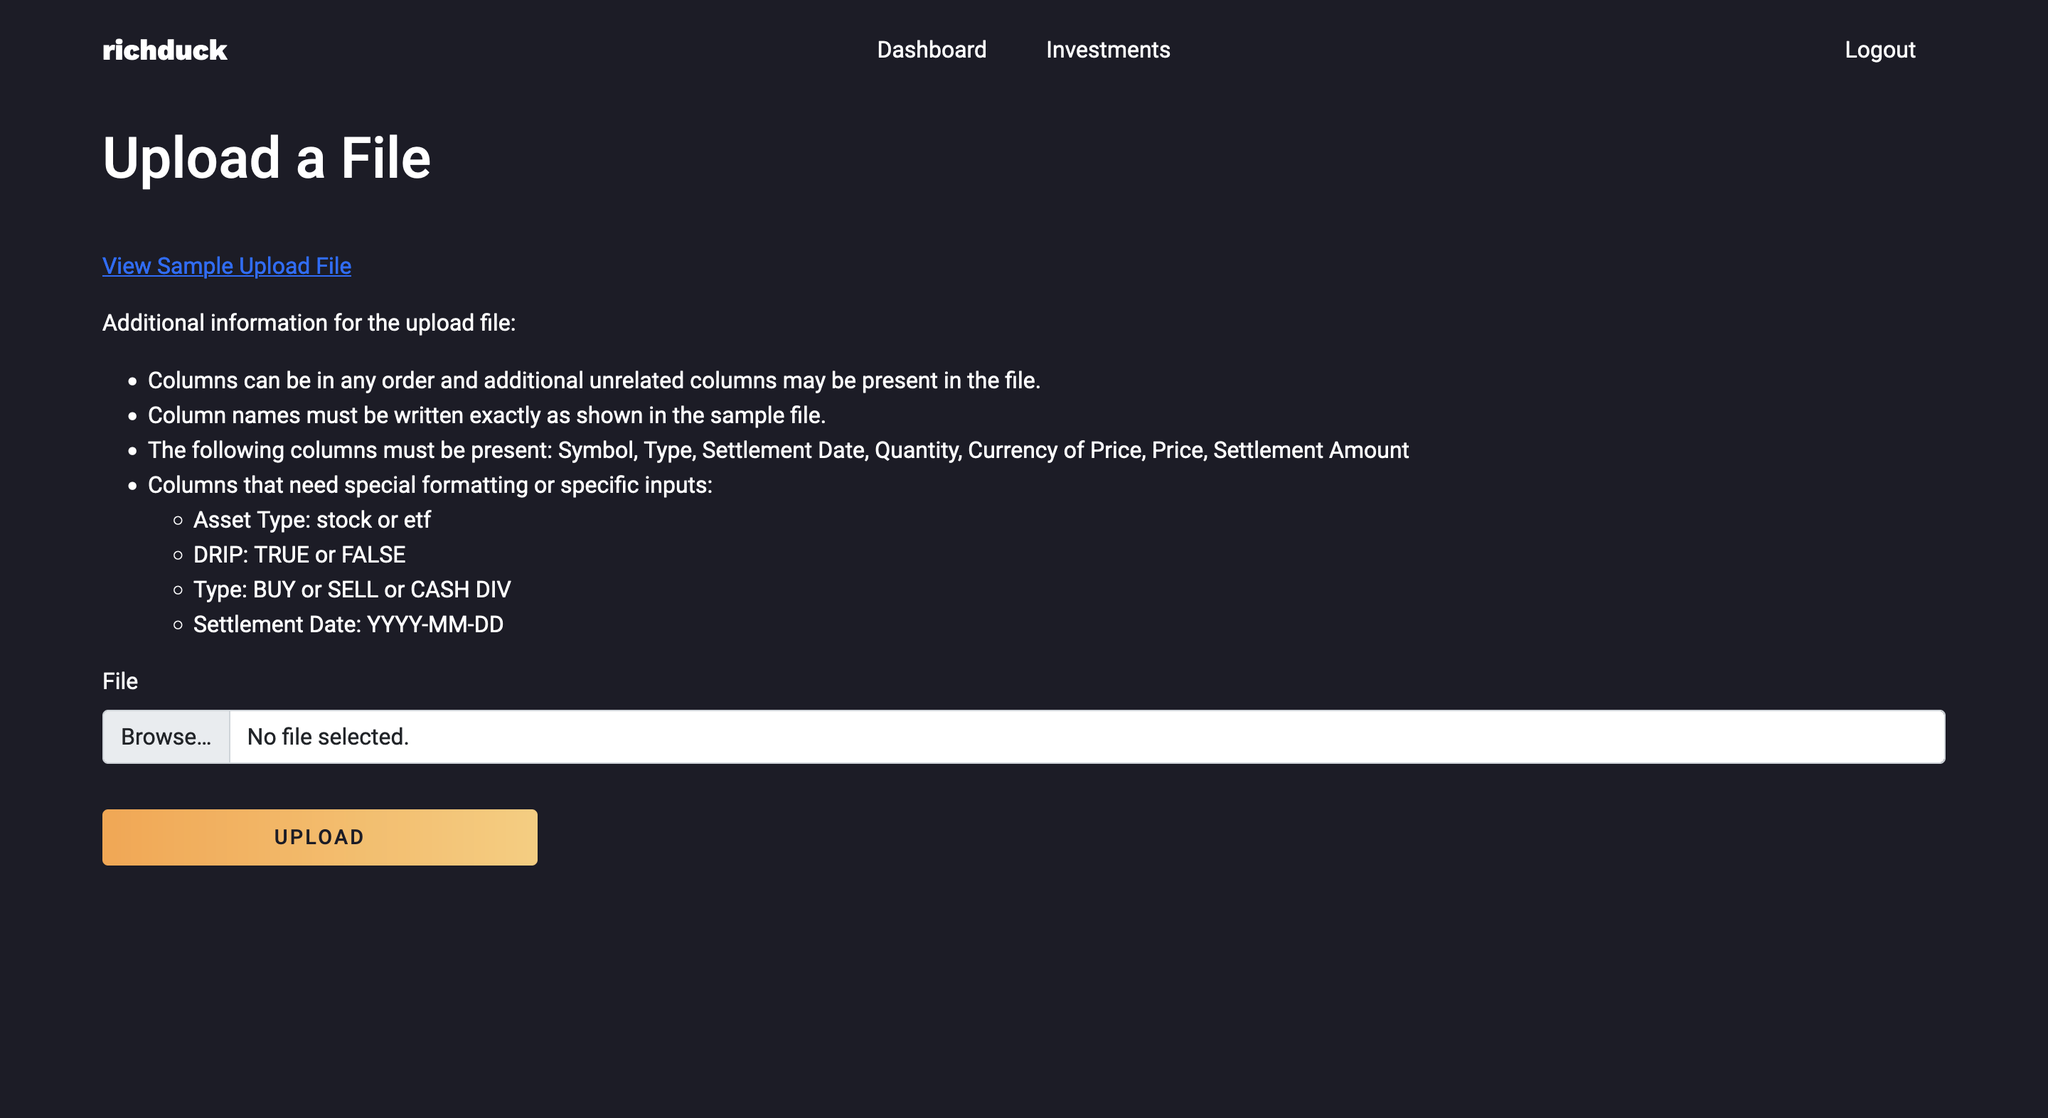 richduck
Dashboard
Investments
Logout
Upload a File
View Sample Upload File
Additional information for the upload file:
Columns can be in any order and additional unrelated columns may be present in the file.
Column names must be written exactly as shown in the sample file.
The following columns must be present: Symbol, Type, Settlement Date, Quantity, Currency of Price, Price, Settlement Amount
Columns that need special formatting or specific inputs:
Asset Type: stock or etf
DRIP: TRUE or FALSE
Type: BUY or SELL or CASH DIV
Settlement Date: YYYY-MM-DD
File
Browse... No file selected.
UPLOAD